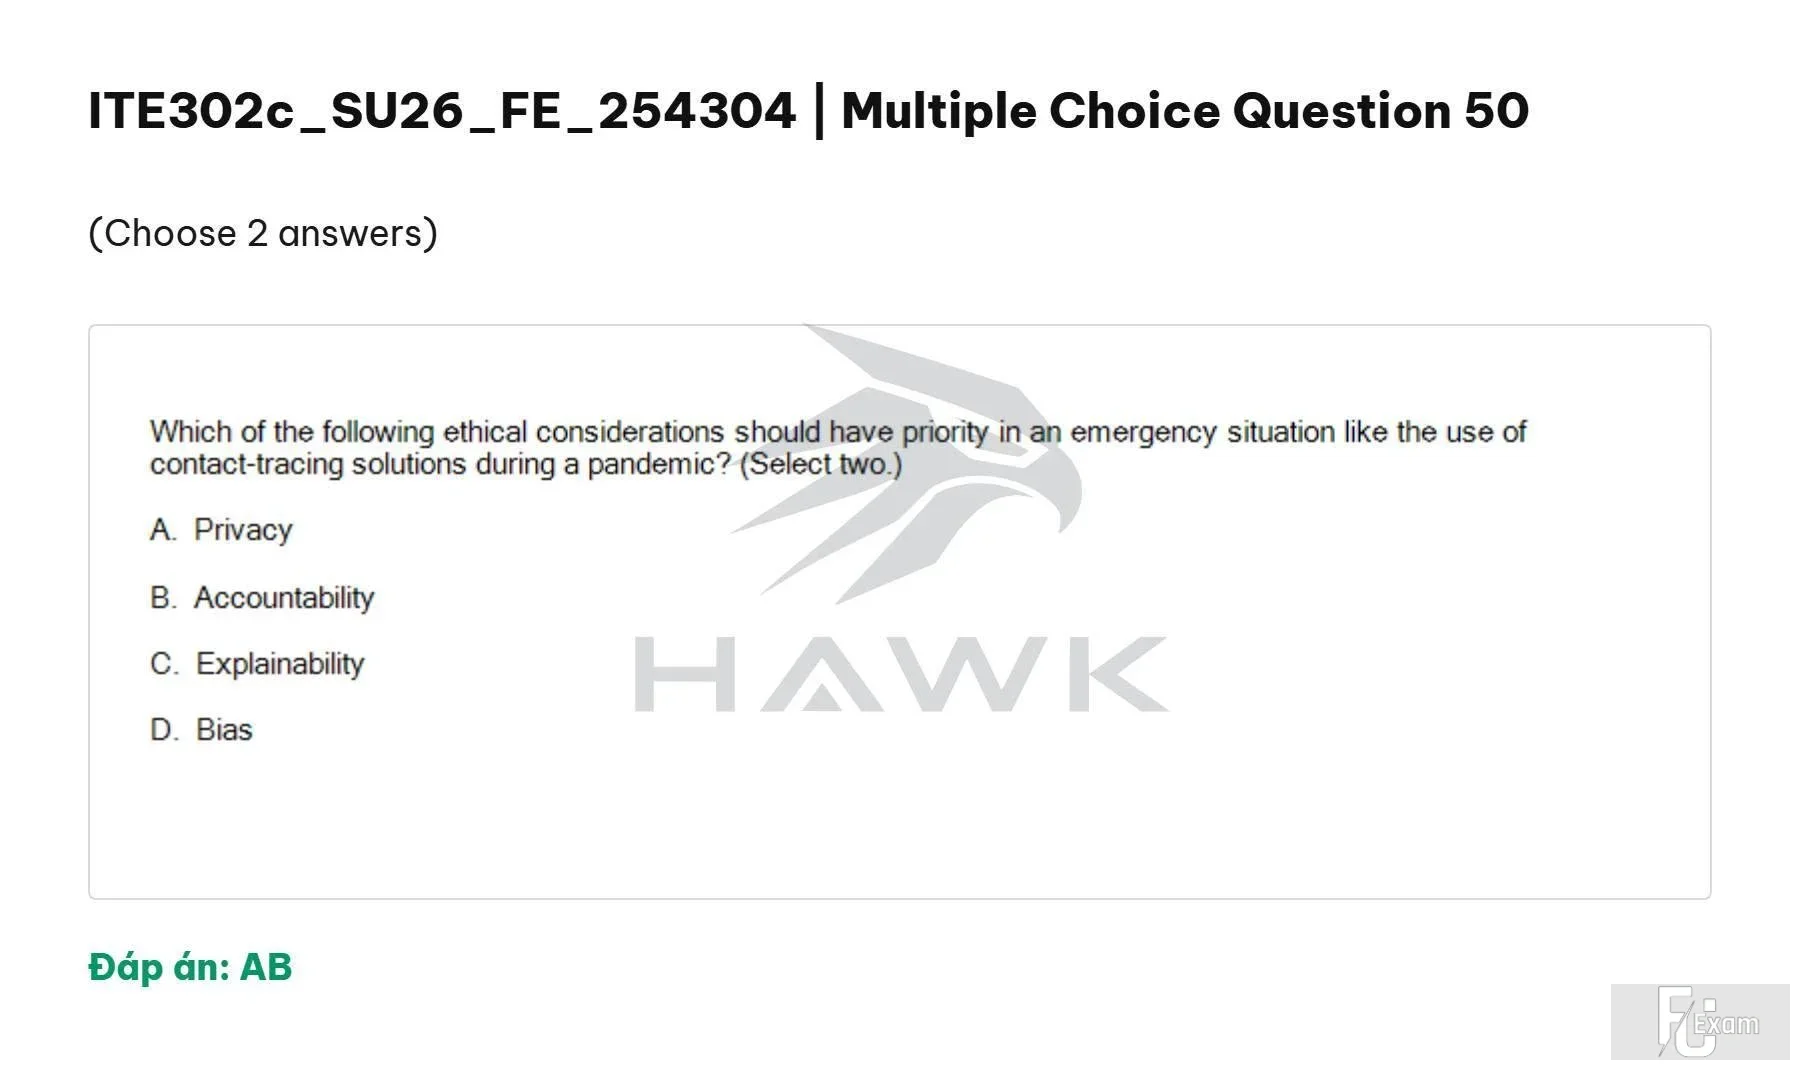 ITE302c_SU26_FE_254304 | Multiple Choice Question 50
(Choose 2 answers)
Which of the following ethical considerations should have priority in an emergency situation like the use of
contact-tracing solutions during a pandemic? (Select two.)
A. Privacy
B. Accountability
C. Explainability
D. Bias
HAWK
Đáp án: AB
FU Exam